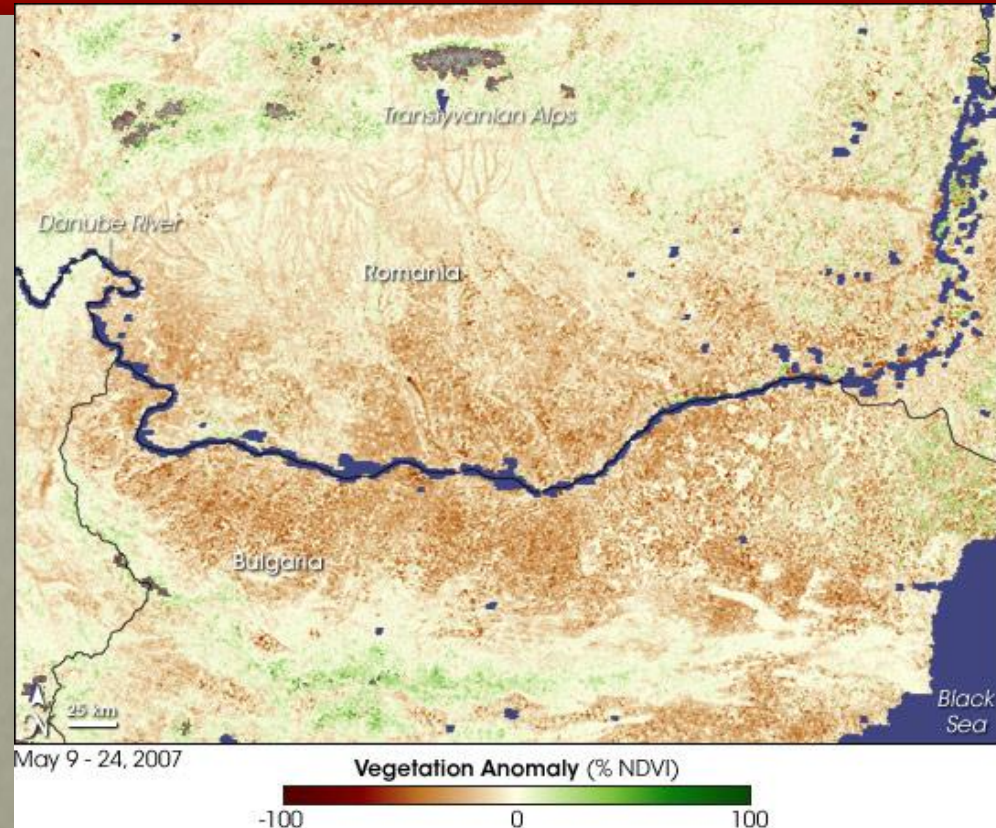 Translyvanian Alps
Danube River
Romania
Bulgaria
N
25 km
Black
Sea
May 9 - 24, 2007
Vegetation Anomaly (% NDVI)
-100 0 100